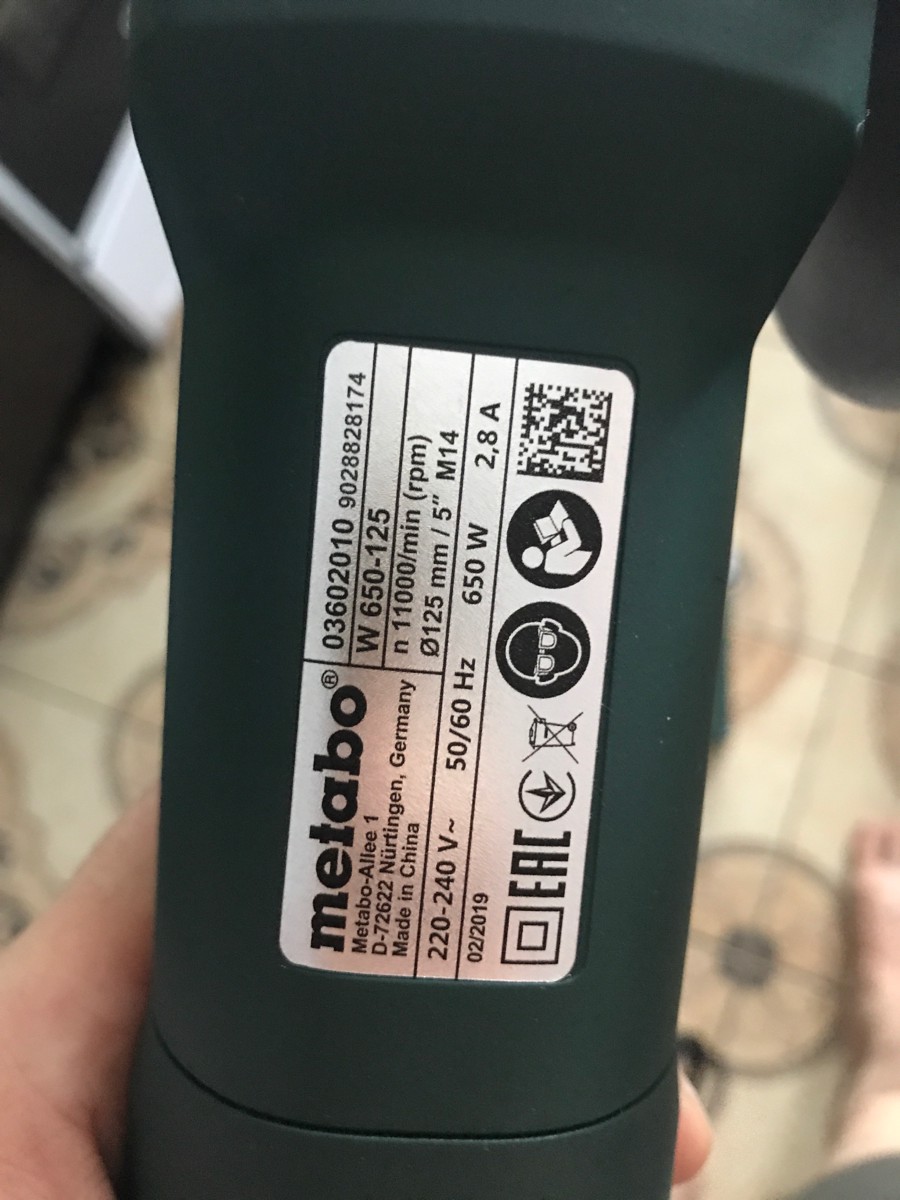 metabo®
Metabo-Allee 1
D-72622 Nürtingen, Germany
Made in China
03602010 9028828174
W 650-125
n 11000/min (rpm)
Ø125 mm / 5" M14
220-240 V~ 50/60 Hz 650 W 2,8 A
02/2019
EAC